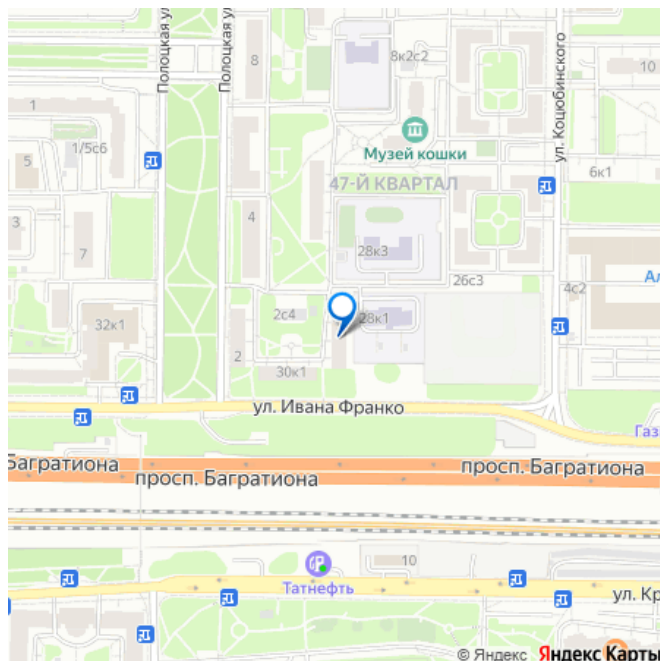 Полоцкая ул
Полоцкая ул
ул. Коцюбинского
8к2с2
8
10
1
Музей кошки
1/5с6
5
47-Й КВАРТАЛ
6к1
3
4
7
28к3
26с3
Ал
4с2
2с4
28к1
32к1
2
30к1
ул. Ивана Франко
Газп
Багратиона
просп. Багратиона
просп. Багратиона
10
Татнефть
ул. Кр
© Яндекс Яндекс Карты